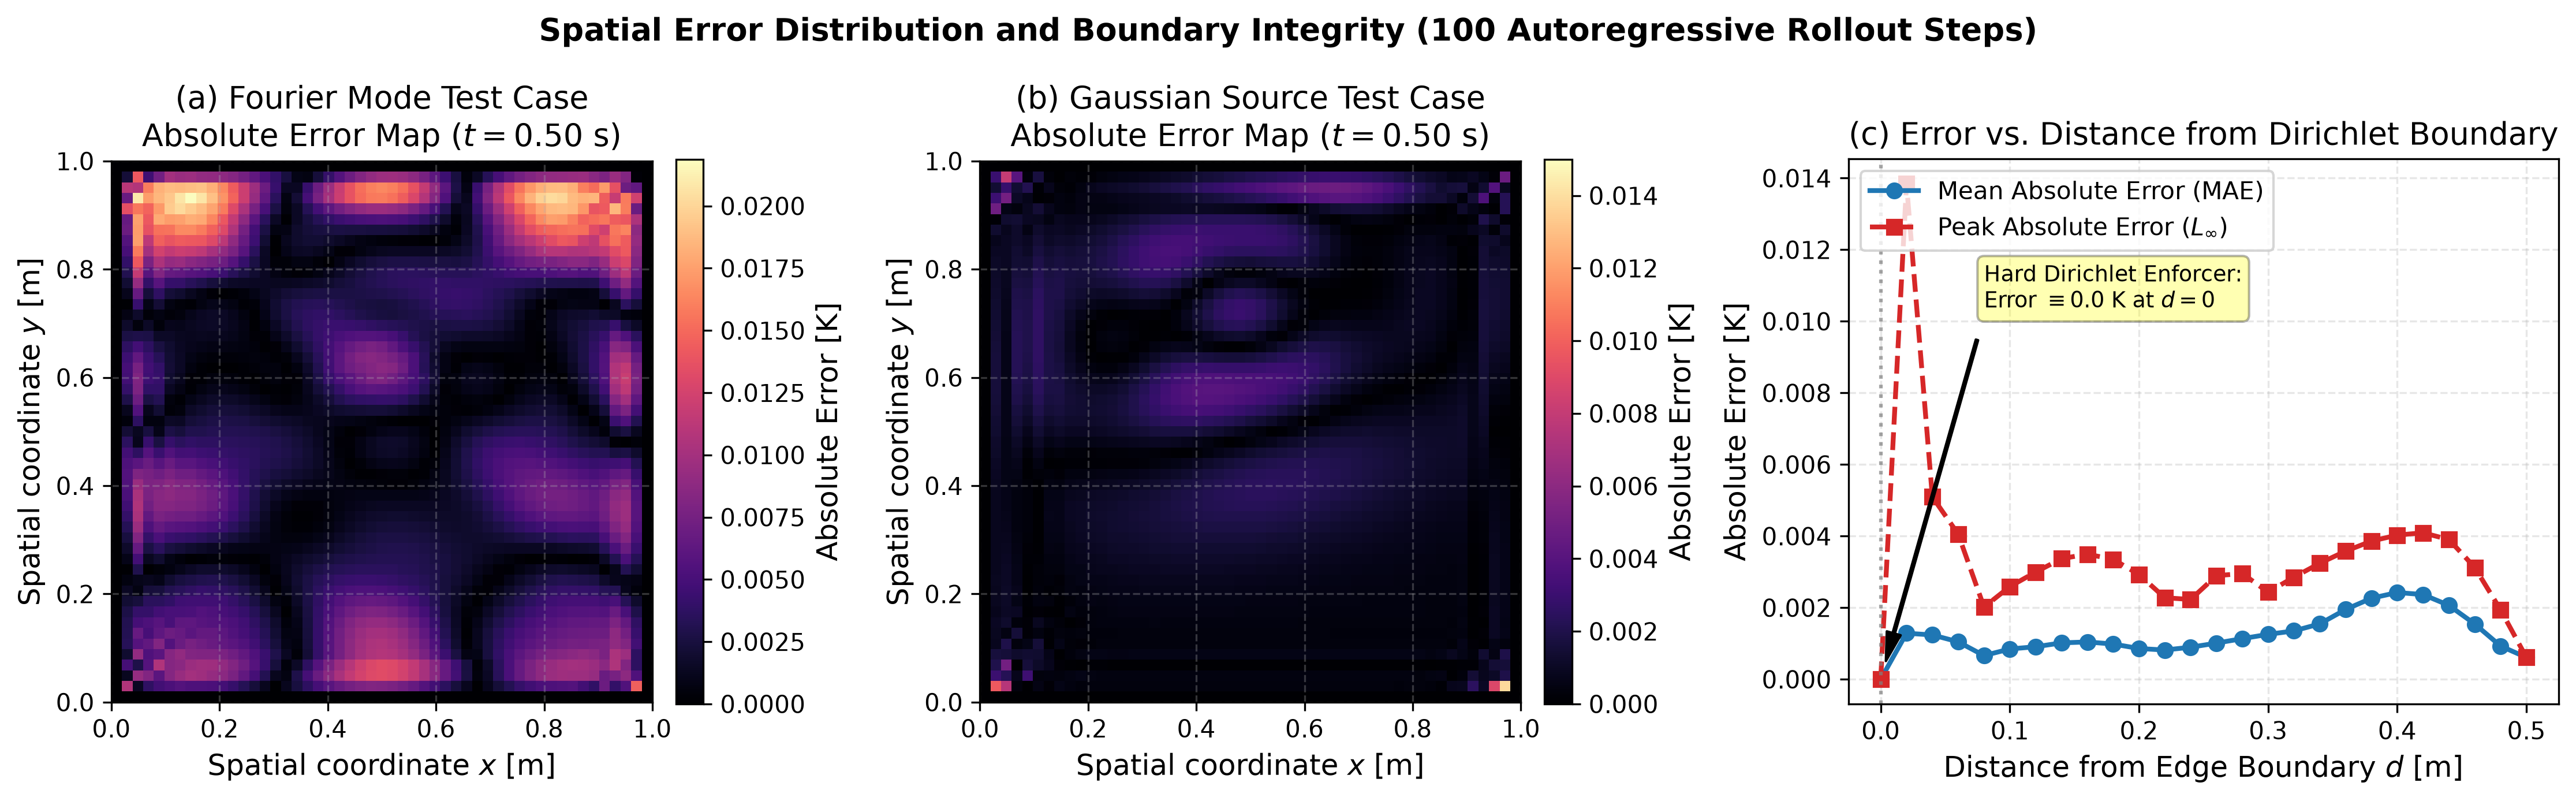 Spatial Error Distribution and Boundary Integrity (100 Autoregressive Rollout Steps)
(a) Fourier Mode Test Case
Absolute Error Map (t = 0.50 s)
1.0
0.8
0.6
0.4
0.2
0.0
Spatial coordinate y [m]
0.0 0.2 0.4 0.6 0.8 1.0
Spatial coordinate x [m]
0.0200
0.0175
0.0150
0.0125
0.0100
0.0075
0.0050
0.0025
0.0000
Absolute Error [K]
(b) Gaussian Source Test Case
Absolute Error Map (t = 0.50 s)
1.0
0.8
0.6
0.4
0.2
0.0
Spatial coordinate y [m]
0.0 0.2 0.4 0.6 0.8 1.0
Spatial coordinate x [m]
0.014
0.012
0.010
0.008
0.006
0.004
0.002
0.000
Absolute Error [K]
(c) Error vs. Distance from Dirichlet Boundary
0.014
0.012
0.010
0.008
0.006
0.004
0.002
0.000
Absolute Error [K]
Mean Absolute Error (MAE)
Peak Absolute Error (L∞)
Hard Dirichlet Enforcer:
Error ≡0.0 K at d = 0
0.0 0.1 0.2 0.3 0.4 0.5
Distance from Edge Boundary d [m]